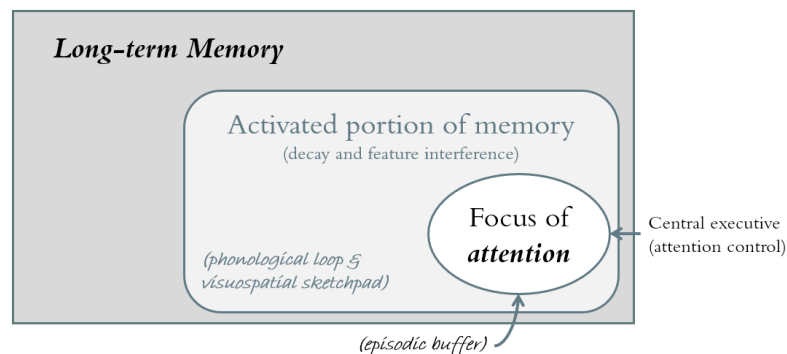 Long-term Memory
Activated portion of memory
(decay and feature interference)
Focus of
attention
Central executive
(attention control)
(phonological loop &
visuospatial sketchpad)
(episodic buffer)